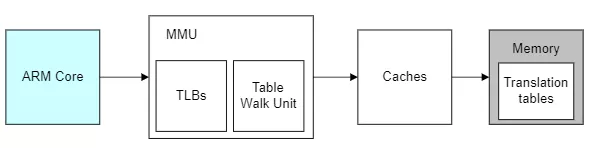 ARM Core
MMU
TLBs
Table
Walk Unit
Caches
Memory
Translation
tables